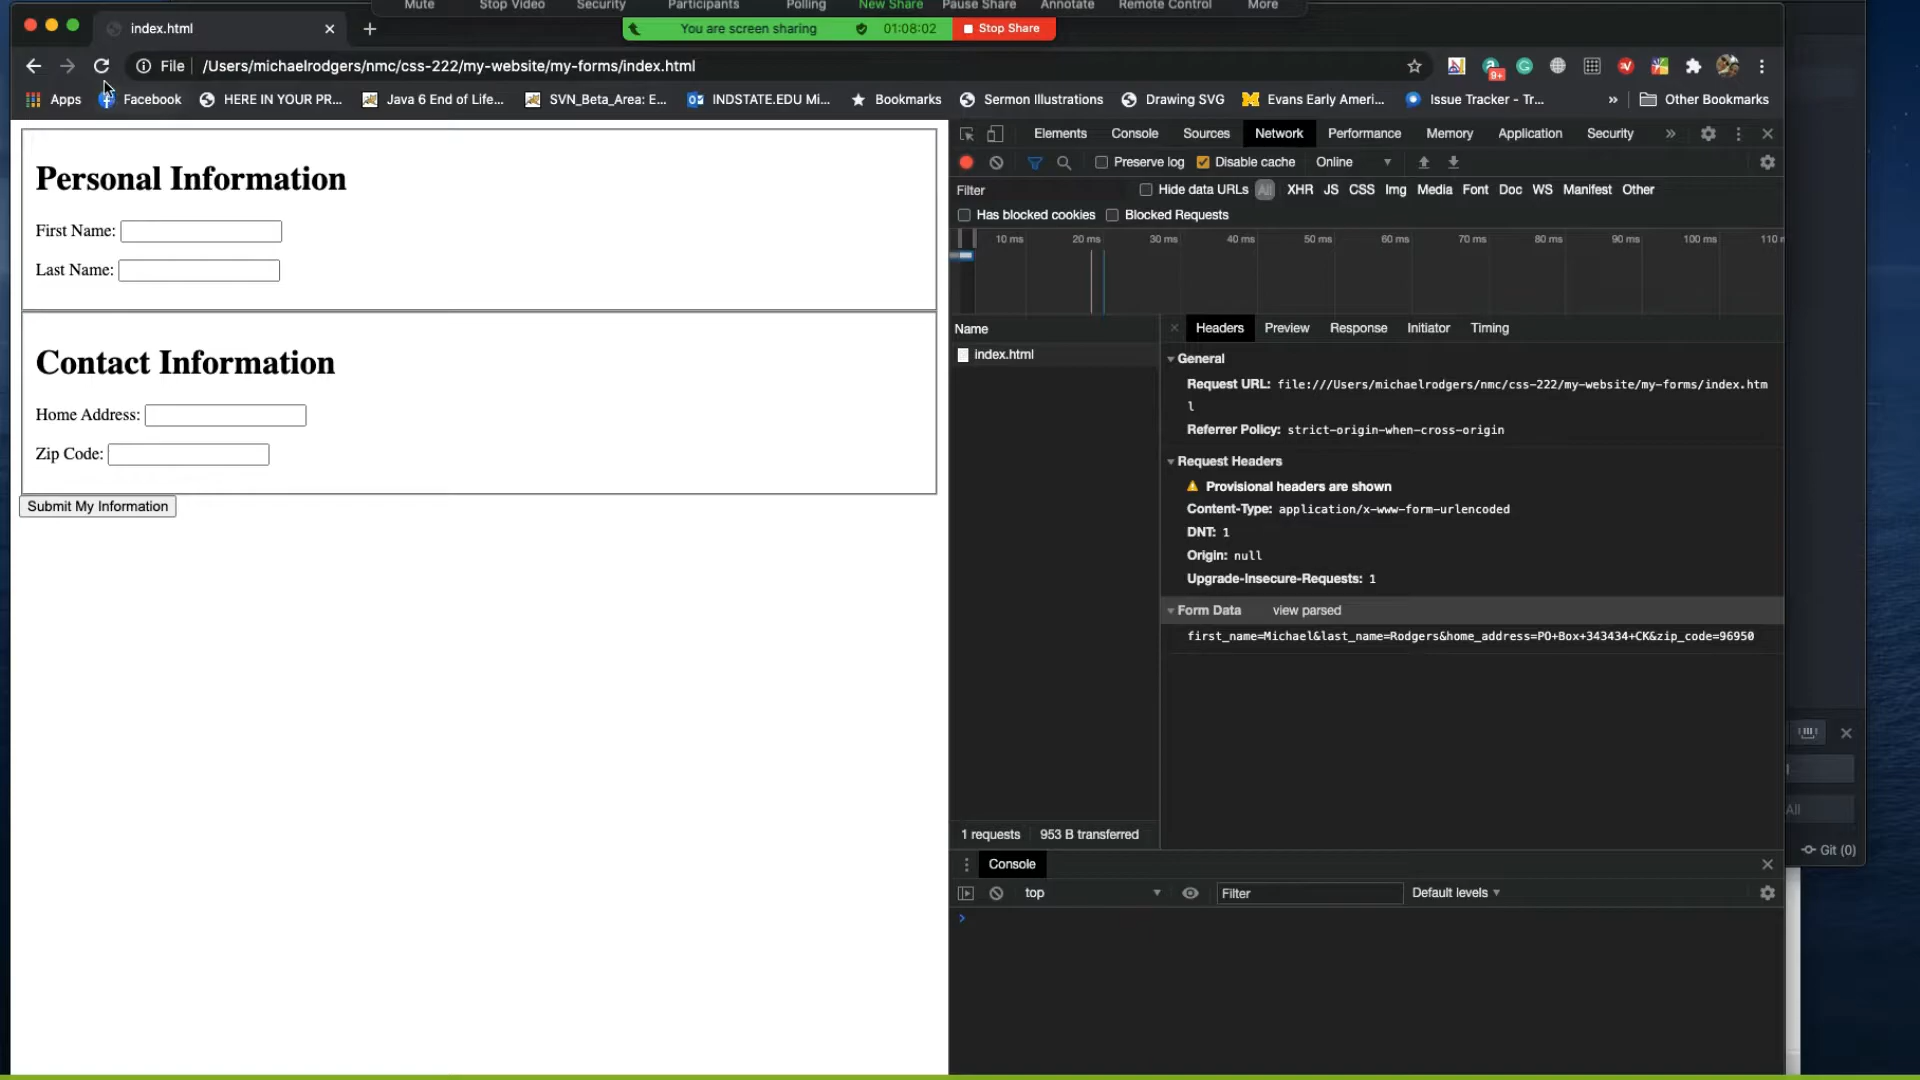 Mute Stop Video Security Participants Polling New Share Pause Share Annotate Remote Control More
index.html
You are screen sharing 01:08:02 Stop Share
File /Users/michaelrodgers/nmc/css-222/my-website/my-forms/index.html
9+
Apps Facebook HERE IN YOUR PR... Java 6 End of Life... SVN_Beta_Area: E... INDSTATE.EDU Mi... Bookmarks Sermon Illustrations Drawing SVG Evans Early Ameri... Issue Tracker - Tr... » Other Bookmarks
Personal Information
First Name:
Last Name:
Contact Information
Home Address:
Zip Code:
Submit My Information
Elements Console Sources Network Performance Memory Application Security »
Preserve log Disable cache Online
Filter Hide data URLs All XHR JS CSS Img Media Font Doc WS Manifest Other
Has blocked cookies Blocked Requests
10 ms 20 ms 30 ms 40 ms 50 ms 60 ms 70 ms 80 ms 90 ms 100 ms 110 m
Name
index.html
Headers Preview Response Initiator Timing
General
Request URL: file:///Users/michaelrodgers/nmc/css-222/my-website/my-forms/index.htm
l
Referrer Policy: strict-origin-when-cross-origin
Request Headers
Provisional headers are shown
Content-Type: application/x-www-form-urlencoded
DNT: 1
Origin: null
Upgrade-Insecure-Requests: 1
Form Data view parsed
first_name=Michael&last_name=Rodgers&home_address=PO+Box+343434+CK&zip_code=96950
1 requests 953 B transferred
Console
top Filter Default levels
All
Git (0)